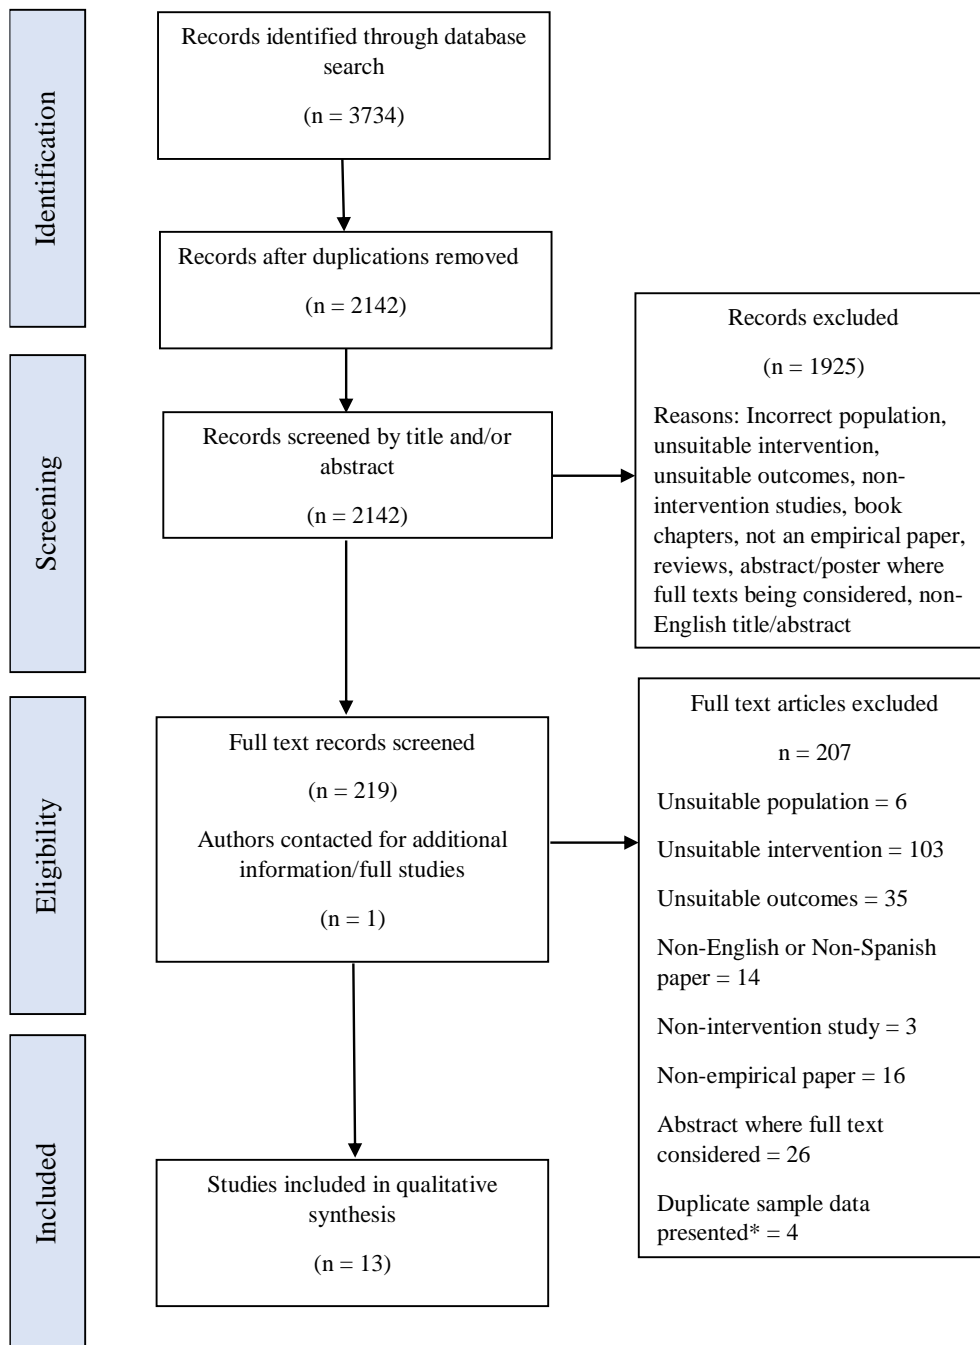 Identification
Records identified through database
search
(n = 3734)
Records after duplications removed
(n = 2142)
Screening
Records screened by title and/or
abstract
(n = 2142)
Records excluded
(n = 1925)
Reasons: Incorrect population,
unsuitable intervention,
unsuitable outcomes, non-
intervention studies, book
chapters, not an empirical paper,
reviews, abstract/poster where
full texts being considered, non-
English title/abstract
Eligibility
Full text records screened
(n = 219)
Authors contacted for additional
information/full studies
(n = 1)
Full text articles excluded
n = 207
Unsuitable population = 6
Unsuitable intervention = 103
Unsuitable outcomes = 35
Non-English or Non-Spanish
paper = 14
Non-intervention study = 3
Non-empirical paper = 16
Abstract where full text
considered = 26
Duplicate sample data
presented* = 4
Included
Studies included in qualitative
synthesis
(n = 13)